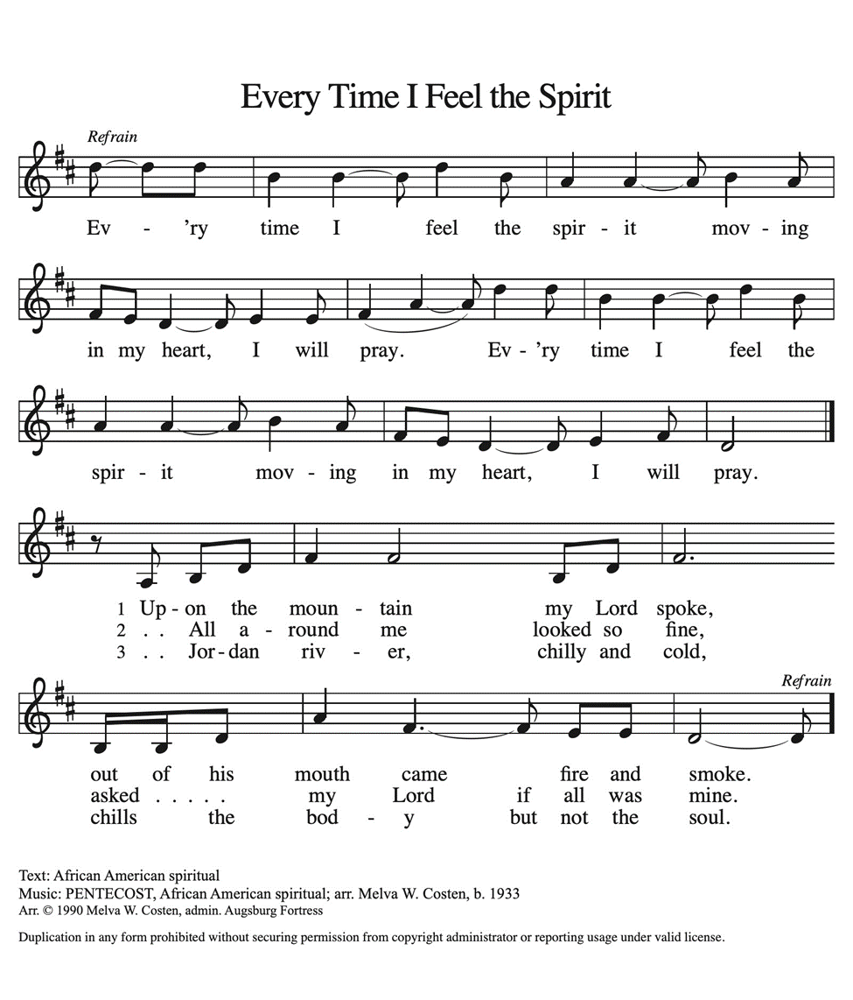 Every Time I Feel the Spirit
Refrain
Ev - ’ry time I feel the spir - it mov - ing
in my heart, I will pray. Ev - ’ry time I feel the
spir - it mov - ing in my heart, I will pray.
1 Up - on the moun - tain my Lord spoke,
2 . . All a - round me looked so fine,
3 . . Jor - dan riv - er, chilly and cold,
Refrain
out of his mouth came fire and smoke.
asked . . . . . my Lord if all was mine.
chills the bod - y but not the soul.
Text: African American spiritual
Music: PENTECOST, African American spiritual; arr. Melva W. Costen, b. 1933
Arr. © 1990 Melva W. Costen, admin. Augsburg Fortress
Duplication in any form prohibited without securing permission from copyright administrator or reporting usage under valid license.